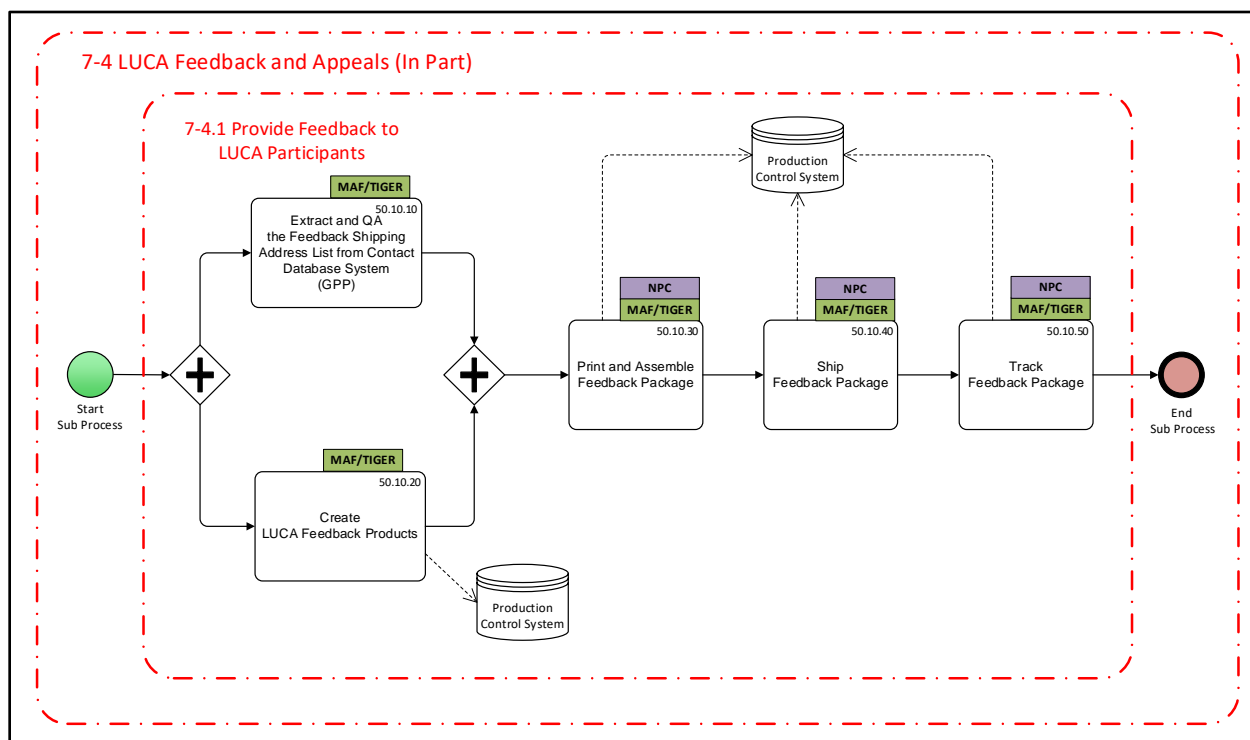 7-4 LUCA Feedback and Appeals (In Part)
7-4.1 Provide Feedback to
LUCA Participants
Production
Control System
MAF/TIGER
50.10.10
Extract and QA
the Feedback Shipping
Address List from Contact
Database System
(GPP)
NPC
MAF/TIGER
50.10.30
Print and Assemble
Feedback Package
NPC
MAF/TIGER
50.10.40
Ship
Feedback Package
NPC
MAF/TIGER
50.10.50
Track
Feedback Package
Start
Sub Process
End
Sub Process
MAF/TIGER
50.10.20
Create
LUCA Feedback Products
Production
Control System